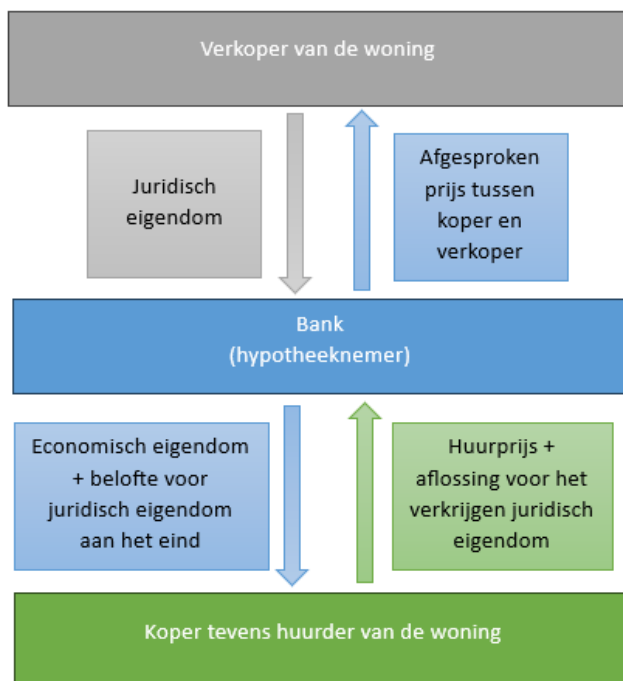 Verkoper van de woning
Juridisch
eigendom
Afgesproken
prijs tussen
koper en
verkoper
Bank
(hypotheeknemer)
Economisch eigendom
+ belofte voor
juridisch eigendom
aan het eind
Huurprijs +
aflossing voor het
verkrijgen juridisch
eigendom
Koper tevens huurder van de woning